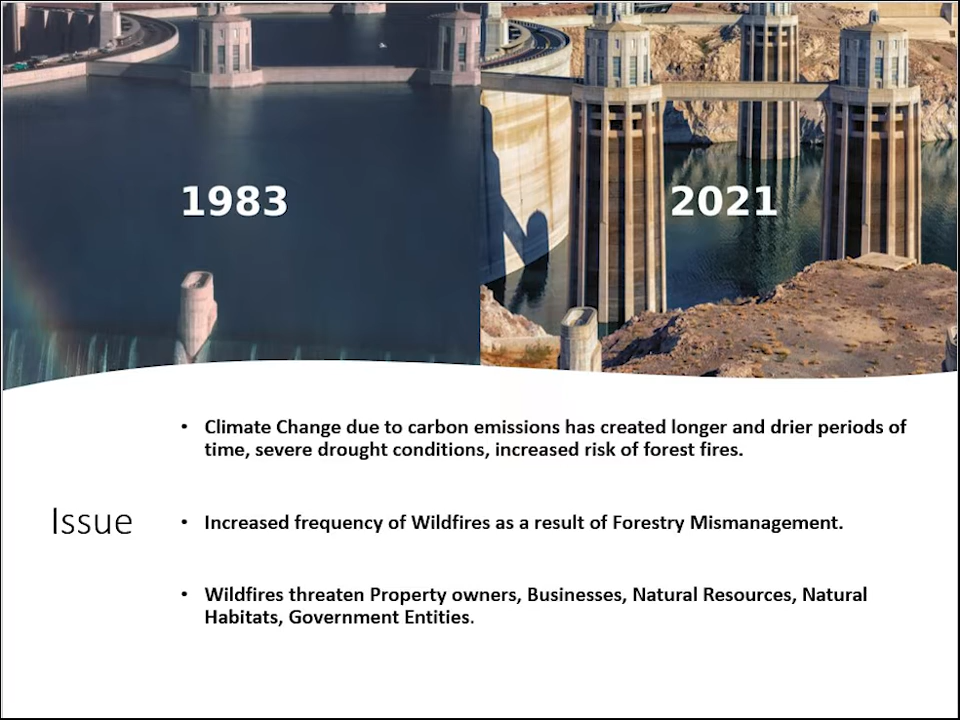 1983
2021
• Climate Change due to carbon emissions has created longer and drier periods of
time, severe drought conditions, increased risk of forest fires.
Issue
• Increased frequency of Wildfires as a result of Forestry Mismanagement.
• Wildfires threaten Property owners, Businesses, Natural Resources, Natural
Habitats, Government Entities.